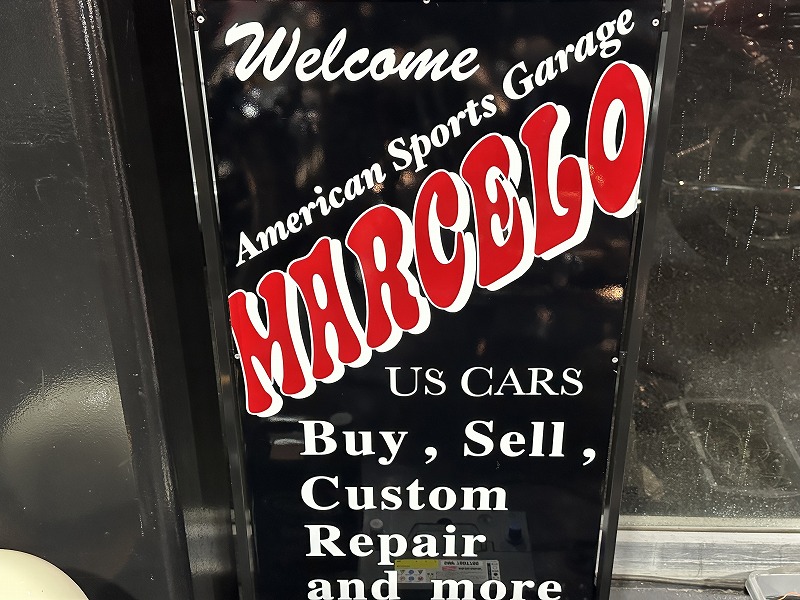 Welcome
American Sports Garage
MARCELO
US CARS
Buy , Sell ,
Custom
Repair
and more